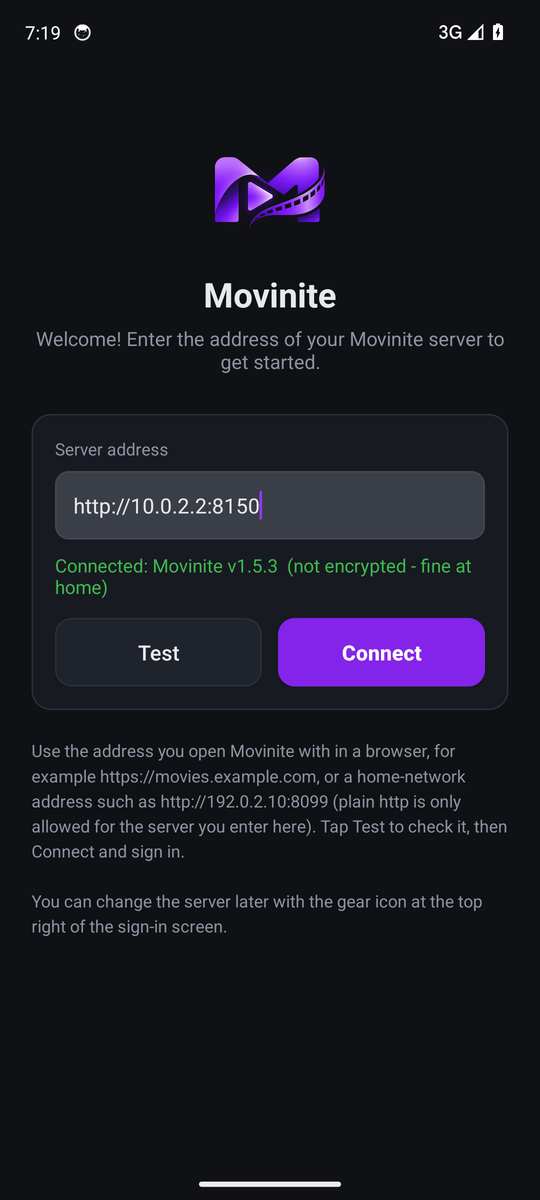 7:19
3G
Movinite
Welcome! Enter the address of your Movinite server to
get started.
Server address
http://10.0.2.2:8150
Connected: Movinite v1.5.3  (not encrypted - fine at
home)
Test
Connect
Use the address you open Movinite with in a browser, for
example https://movies.example.com, or a home-network
address such as http://192.0.2.10:8099 (plain http is only
allowed for the server you enter here). Tap Test to check it, then
Connect and sign in.
You can change the server later with the gear icon at the top
right of the sign-in screen.